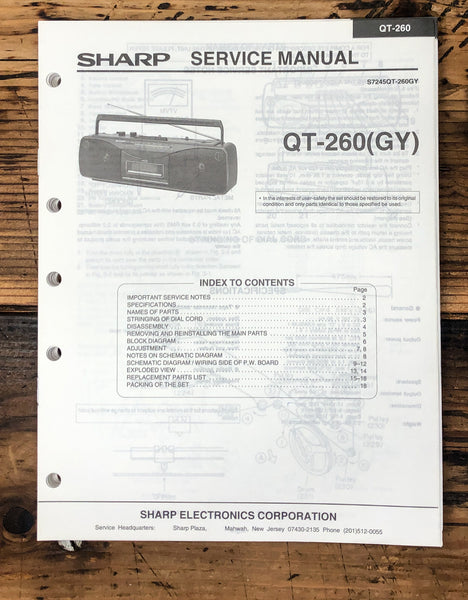 QT-260
SHARP SERVICE MANUAL
S7245QT-260GY
QT-260(GY)
• In the interests of user-safety the set should be restored to its original
condition and only parts identical to those specified be used.
INDEX TO CONTENTS
Page
IMPORTANT SERVICE NOTES 2
SPECIFICATIONS 2
NAMES OF PARTS 3
STRINGING OF DIAL CORD 3
DISASSEMBLY 4
REMOVING AND REINSTALLING THE MAIN PARTS 5
BLOCK DIAGRAM 6
ADJUSTMENT 7, 8
NOTES ON SCHEMATIC DIAGRAM 8
SCHEMATIC DIAGRAM / WIRING SIDE OF P.W. BOARD 9~12
EXPLODED VIEW 13, 14
REPLACEMENT PARTS LIST 15~18
PACKING OF THE SET 18
SHARP ELECTRONICS CORPORATION
Service Headquarters: Sharp Plaza, Mahwah, New Jersey 07430-2135 Phone (201)512-0055